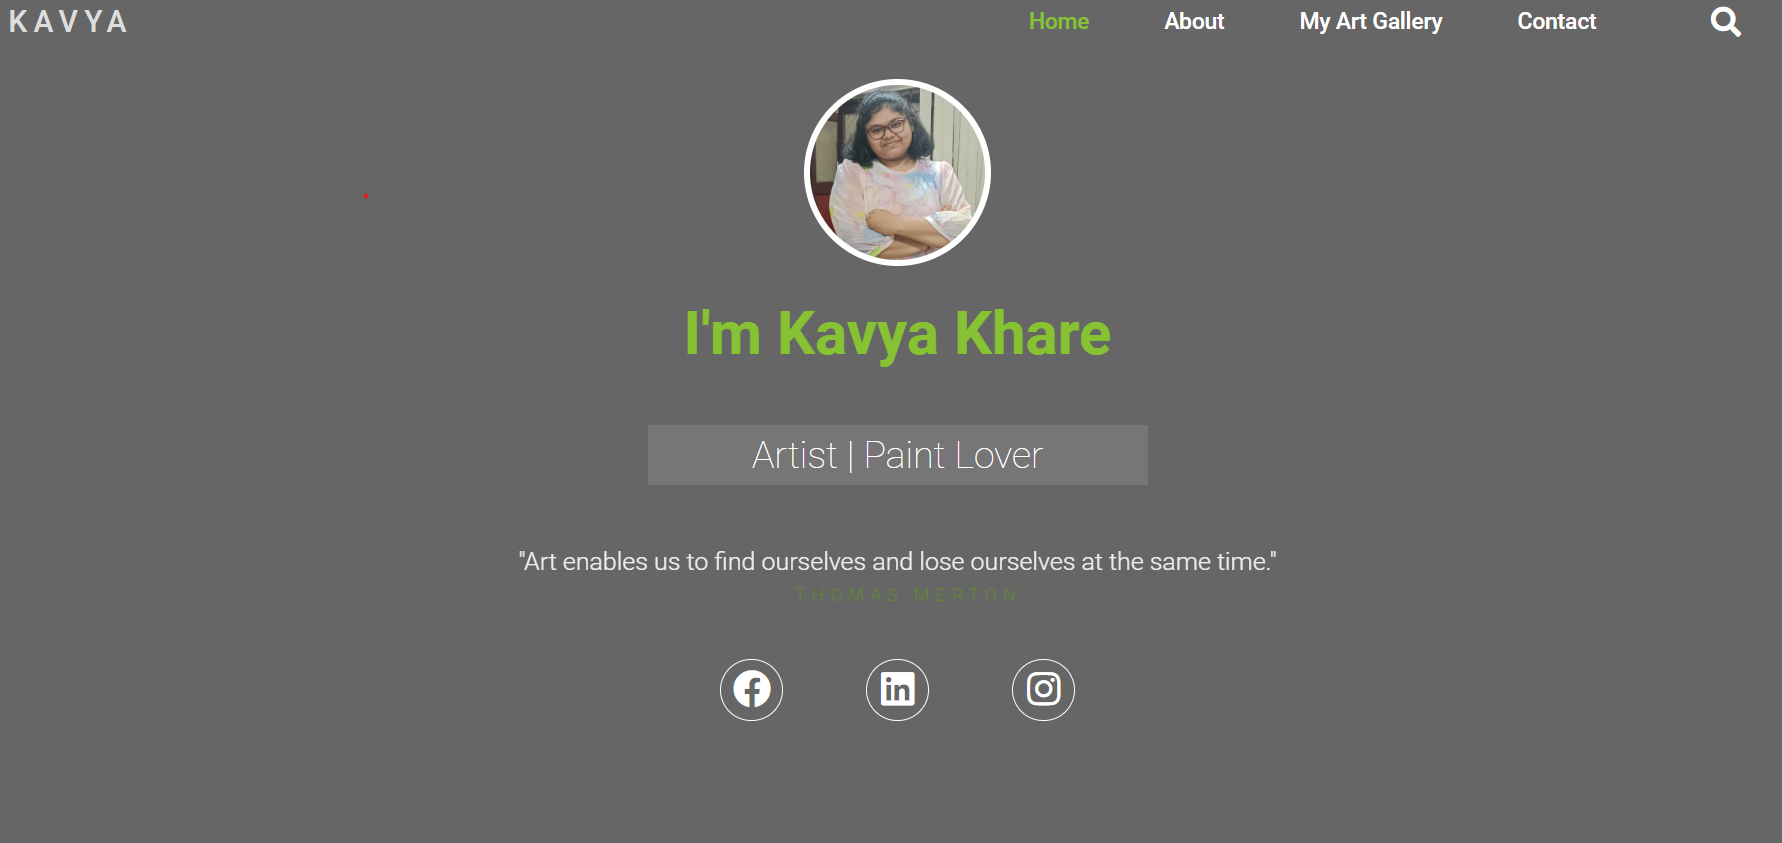 KAVYA
Home About My Art Gallery Contact
I'm Kavya Khare
Artist | Paint Lover
"Art enables us to find ourselves and lose ourselves at the same time."
- THOMAS MERTON